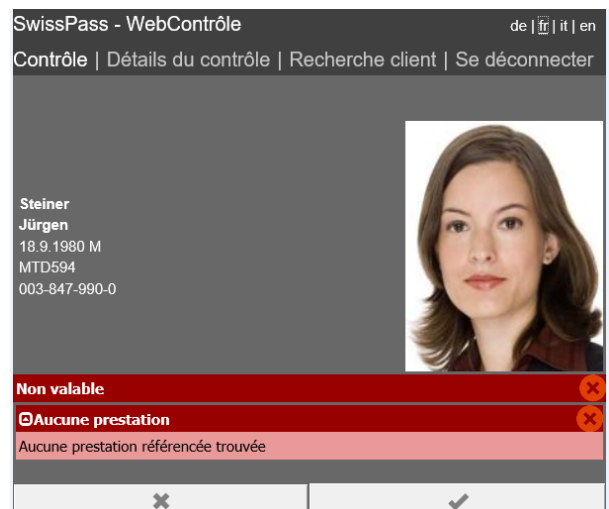 SwissPass - WebContrôle
de | fr | it | en
Contrôle | Détails du contrôle | Recherche client | Se déconnecter
Steiner
Jürgen
18.9.1980 M
MTD594
003-847-990-0
Non valable
Aucune prestation
Aucune prestation référencée trouvée